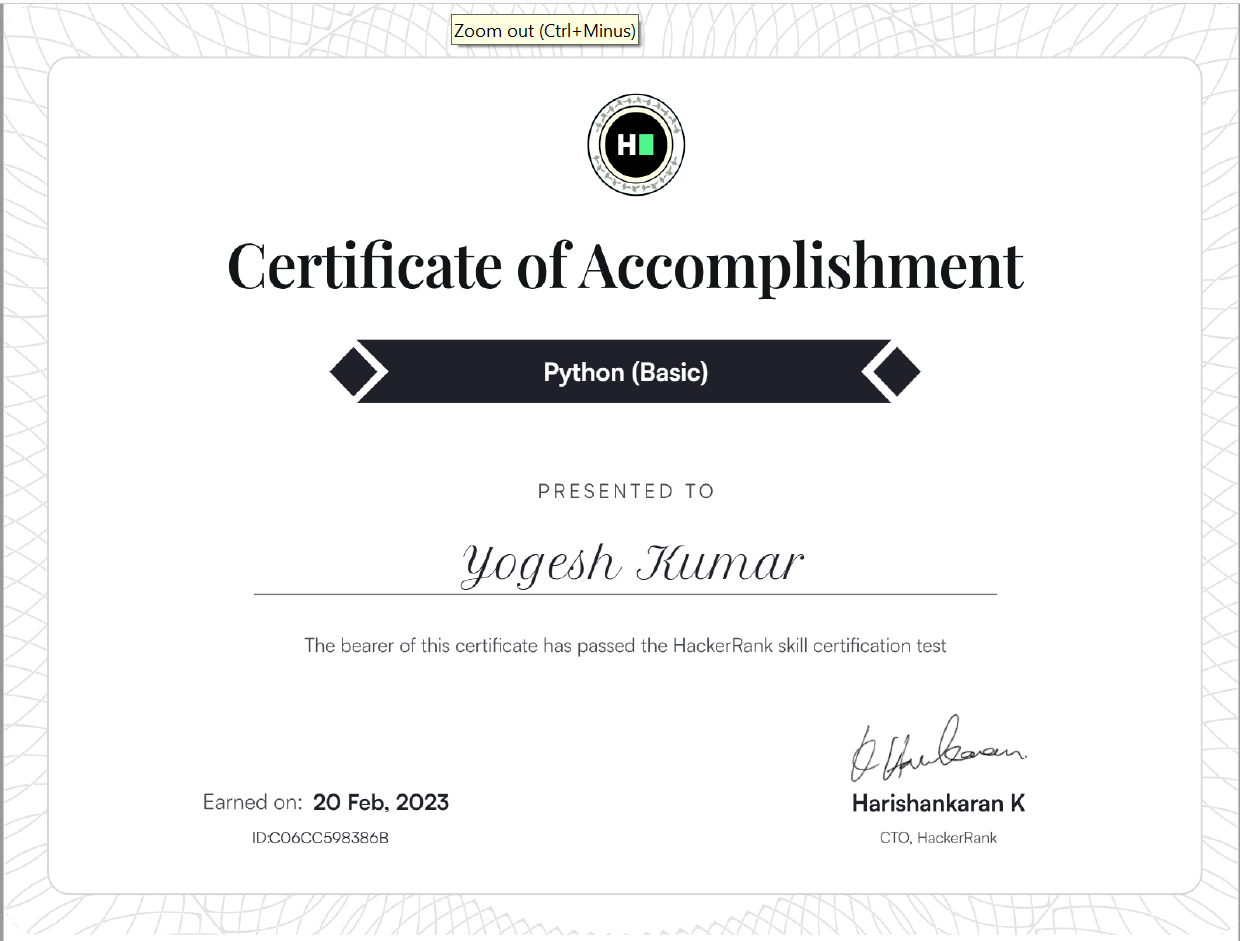 Zoom out (Ctrl+Minus)
H
Certificate of Accomplishment
Python (Basic)
PRESENTED TO
Yogesh Kumar
The bearer of this certificate has passed the HackerRank skill certification test
Earned on: 20 Feb, 2023
ID:C06CC598386B
Harishankaran K
CTO, HackerRank